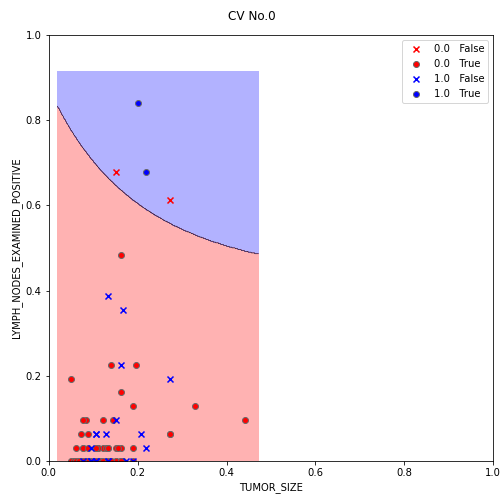 CV No.0
0.0 False
0.0 True
1.0 False
1.0 True
LYMPH_NODES_EXAMINED_POSITIVE
1.0
0.8
0.6
0.4
0.2
0.0
0.0 0.2 0.4 0.6 0.8 1.0
TUMOR_SIZE